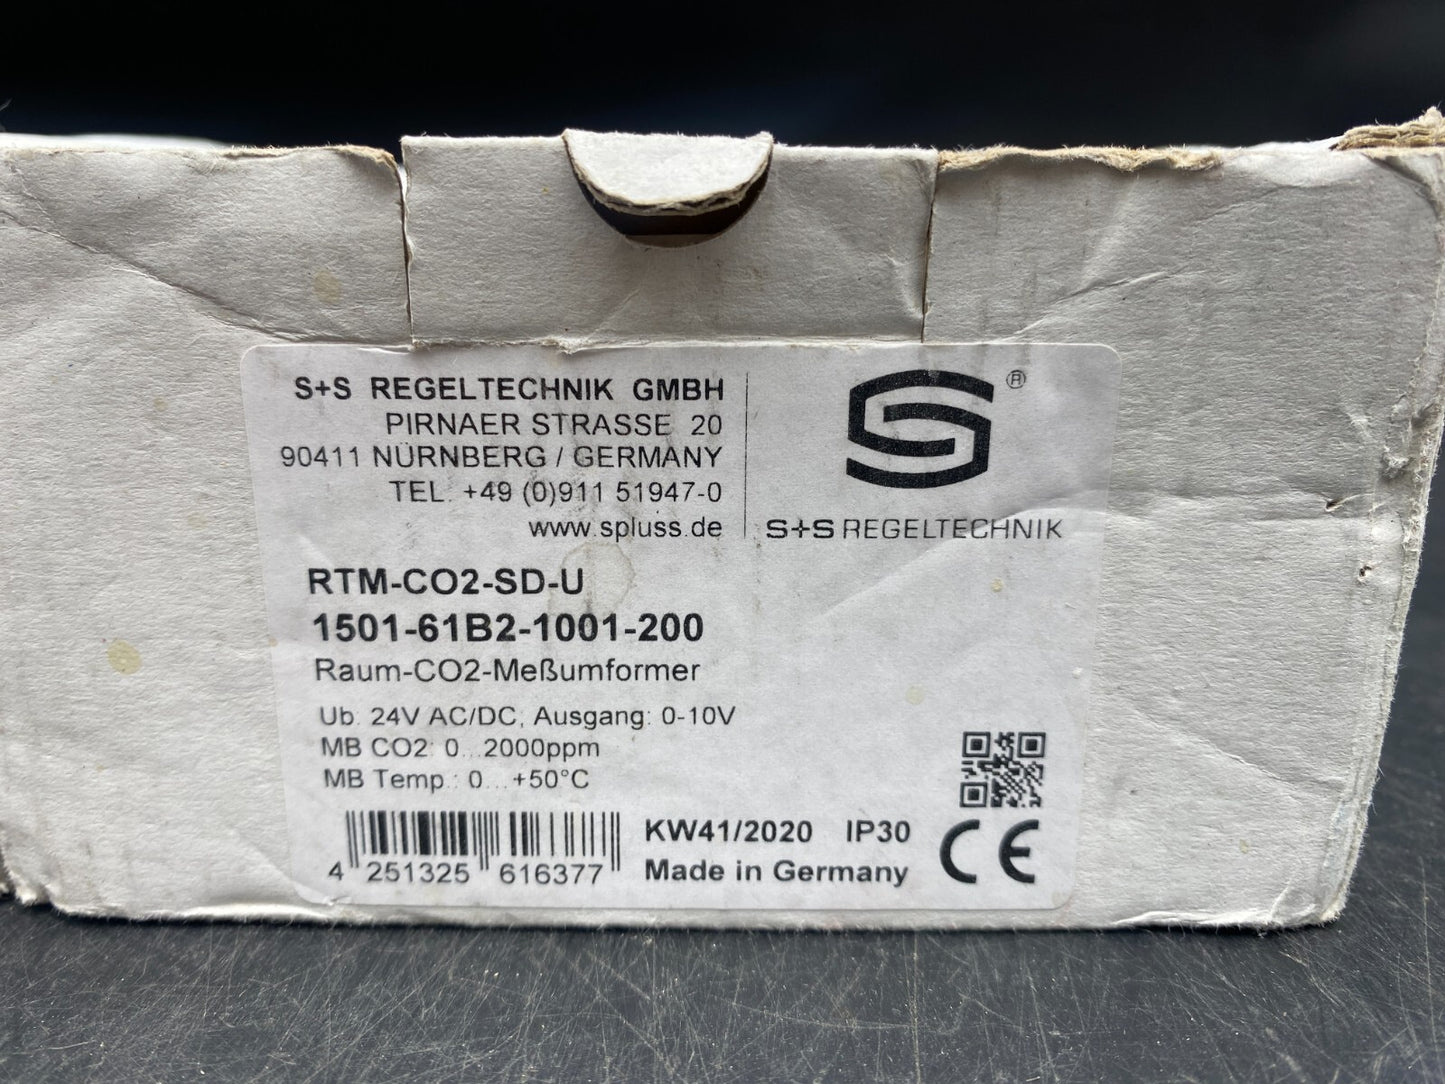 S+S REGELTECHNIK GMBH
PIRNAER STRASSE 20
90411 NÜRNBERG / GERMANY
TEL: +49 (0)911 51947-0
www.spluss.de
®
S+S REGELTECHNIK
RTM-CO2-SD-U
1501-61B2-1001-200
Raum-CO2-Meßumformer
Ub: 24V AC/DC; Ausgang: 0-10V
MB CO2: 0...2000ppm
MB Temp.: 0...+50°C
KW41/2020 IP30
CE
4 251325 616377
Made in Germany